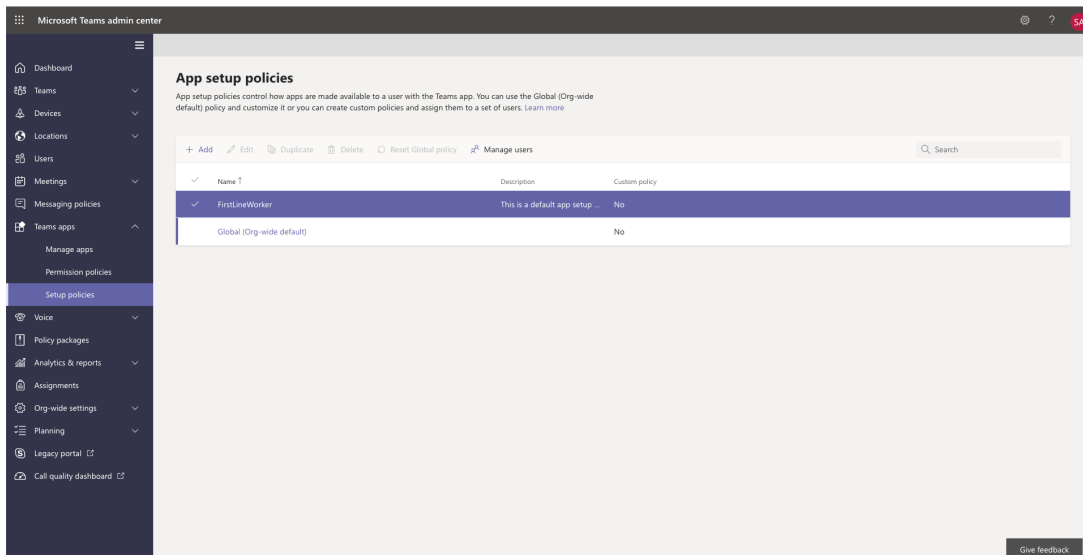 Microsoft Teams admin center
?
SA
Dashboard
Teams
Devices
Locations
Users
Meetings
Messaging policies
Teams apps
Manage apps
Permission policies
Setup policies
Voice
Policy packages
Analytics & reports
Assignments
Org-wide settings
Planning
Legacy portal
Call quality dashboard
App setup policies
App setup policies control how apps are made available to a user with the Teams app. You can use the Global (Org-wide
default) policy and customize it or you can create custom policies and assign them to a set of users. Learn more
+ Add Edit Duplicate Delete Reset Global policy Manage users Search
Name ↑ Description Custom policy
FirstLineWorker This is a default app setup ... No
Global (Org-wide default) No
Give feedback